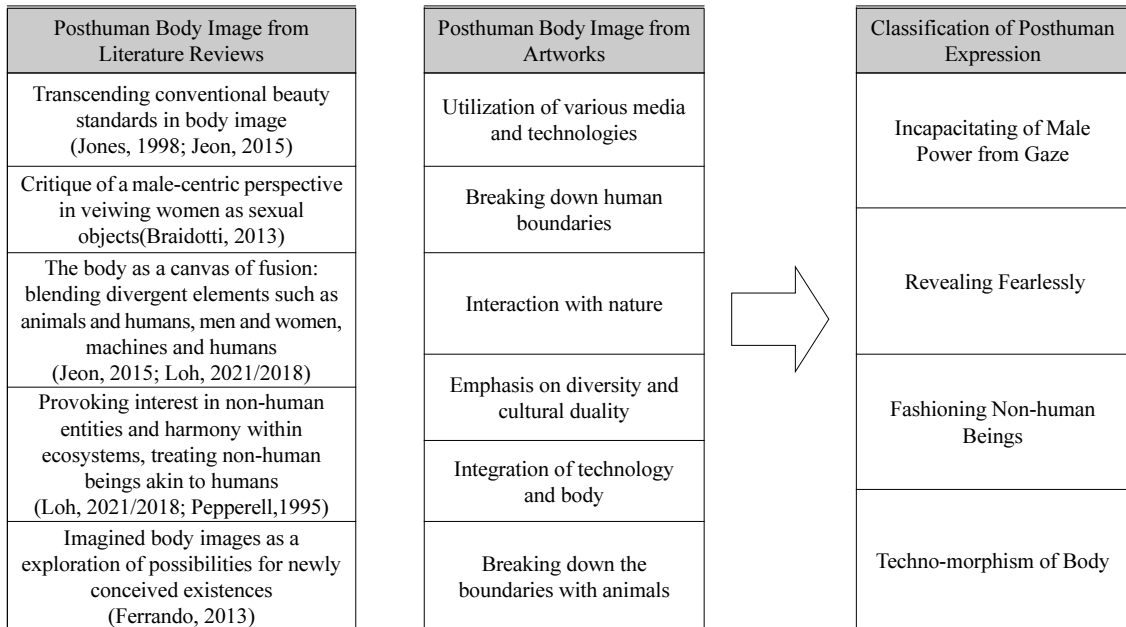 Posthuman Body Image from
Literature Reviews
Transcending conventional beauty
standards in body image
(Jones, 1998; Jeon, 2015)
Critique of a male-centric perspective
in veiwing women as sexual
objects(Braidotti, 2013)
The body as a canvas of fusion:
blending divergent elements such as
animals and humans, men and women,
machines and humans
(Jeon, 2015; Loh, 2021/2018)
Provoking interest in non-human
entities and harmony within
ecosystems, treating non-human
beings akin to humans
(Loh, 2021/2018; Pepperell,1995)
Imagined body images as a
exploration of possibilities for newly
conceived existences
(Ferrando, 2013)
Posthuman Body Image from
Artworks
Utilization of various media
and technologies
Breaking down human
boundaries
Interaction with nature
Emphasis on diversity and
cultural duality
Integration of technology
and body
Breaking down the
boundaries with animals
Classification of Posthuman
Expression
Incapacitating of Male
Power from Gaze
Revealing Fearlessly
Fashioning Non-human
Beings
Techno-morphism of Body